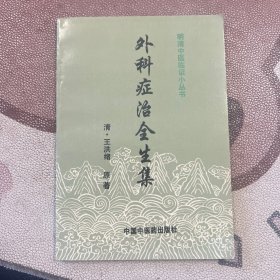 明清中医临证小丛书
外科症治全生集
清·王洪绪 原著
中国中医药出版社